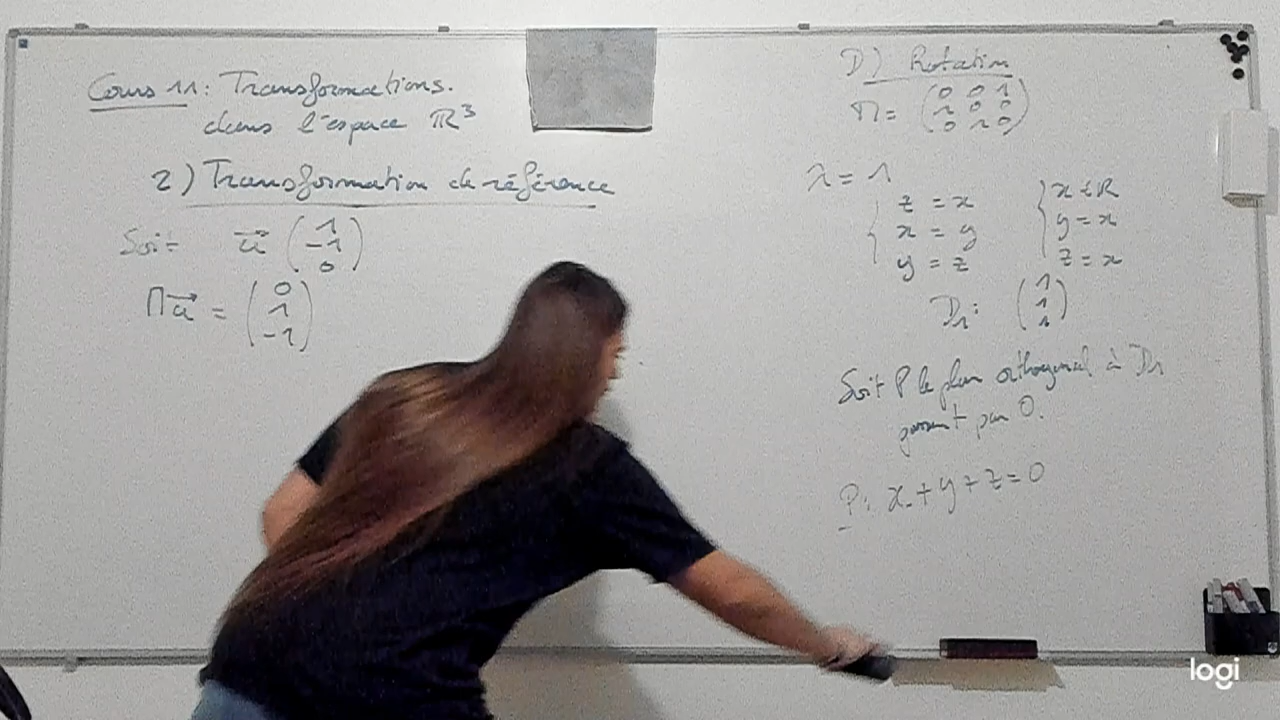 Cours 11: Transformations.
dans l'espace ℝ³
2) Transformation de référence
Soit u⃗ (1 -1 0)
Mu⃗ = (0 1 -1)
D) Rotation
M = (0 0 1
1 0 0
0 1 0)
λ = 1
{ z = x
x = y
y = z
{ x ∈ ℝ
y = x
z = x
D₁: (1 1 1)
Soit P le plan orthogonal à D₁
passant par O.
P: x + y + z = 0
logi